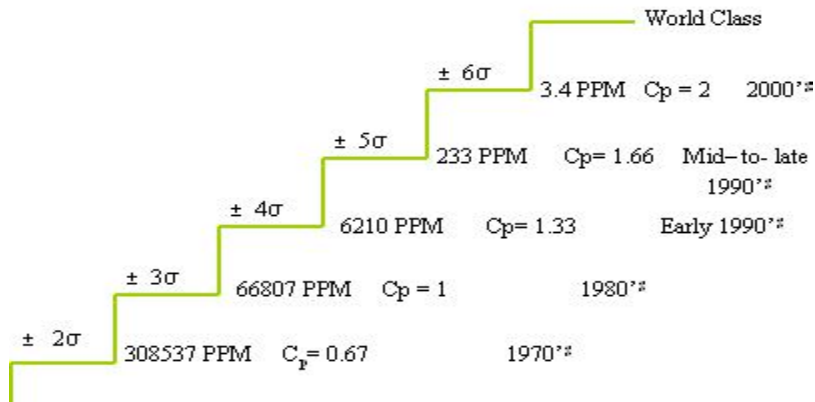 World Class
± 6σ
3.4 PPM Cp = 2 2000's
± 5σ
233 PPM Cp= 1.66 Mid-to- late
1990's
± 4σ
6210 PPM Cp= 1.33 Early 1990's
± 3σ
66807 PPM Cp = 1 1980's
± 2σ
308537 PPM Cp= 0.67 1970's